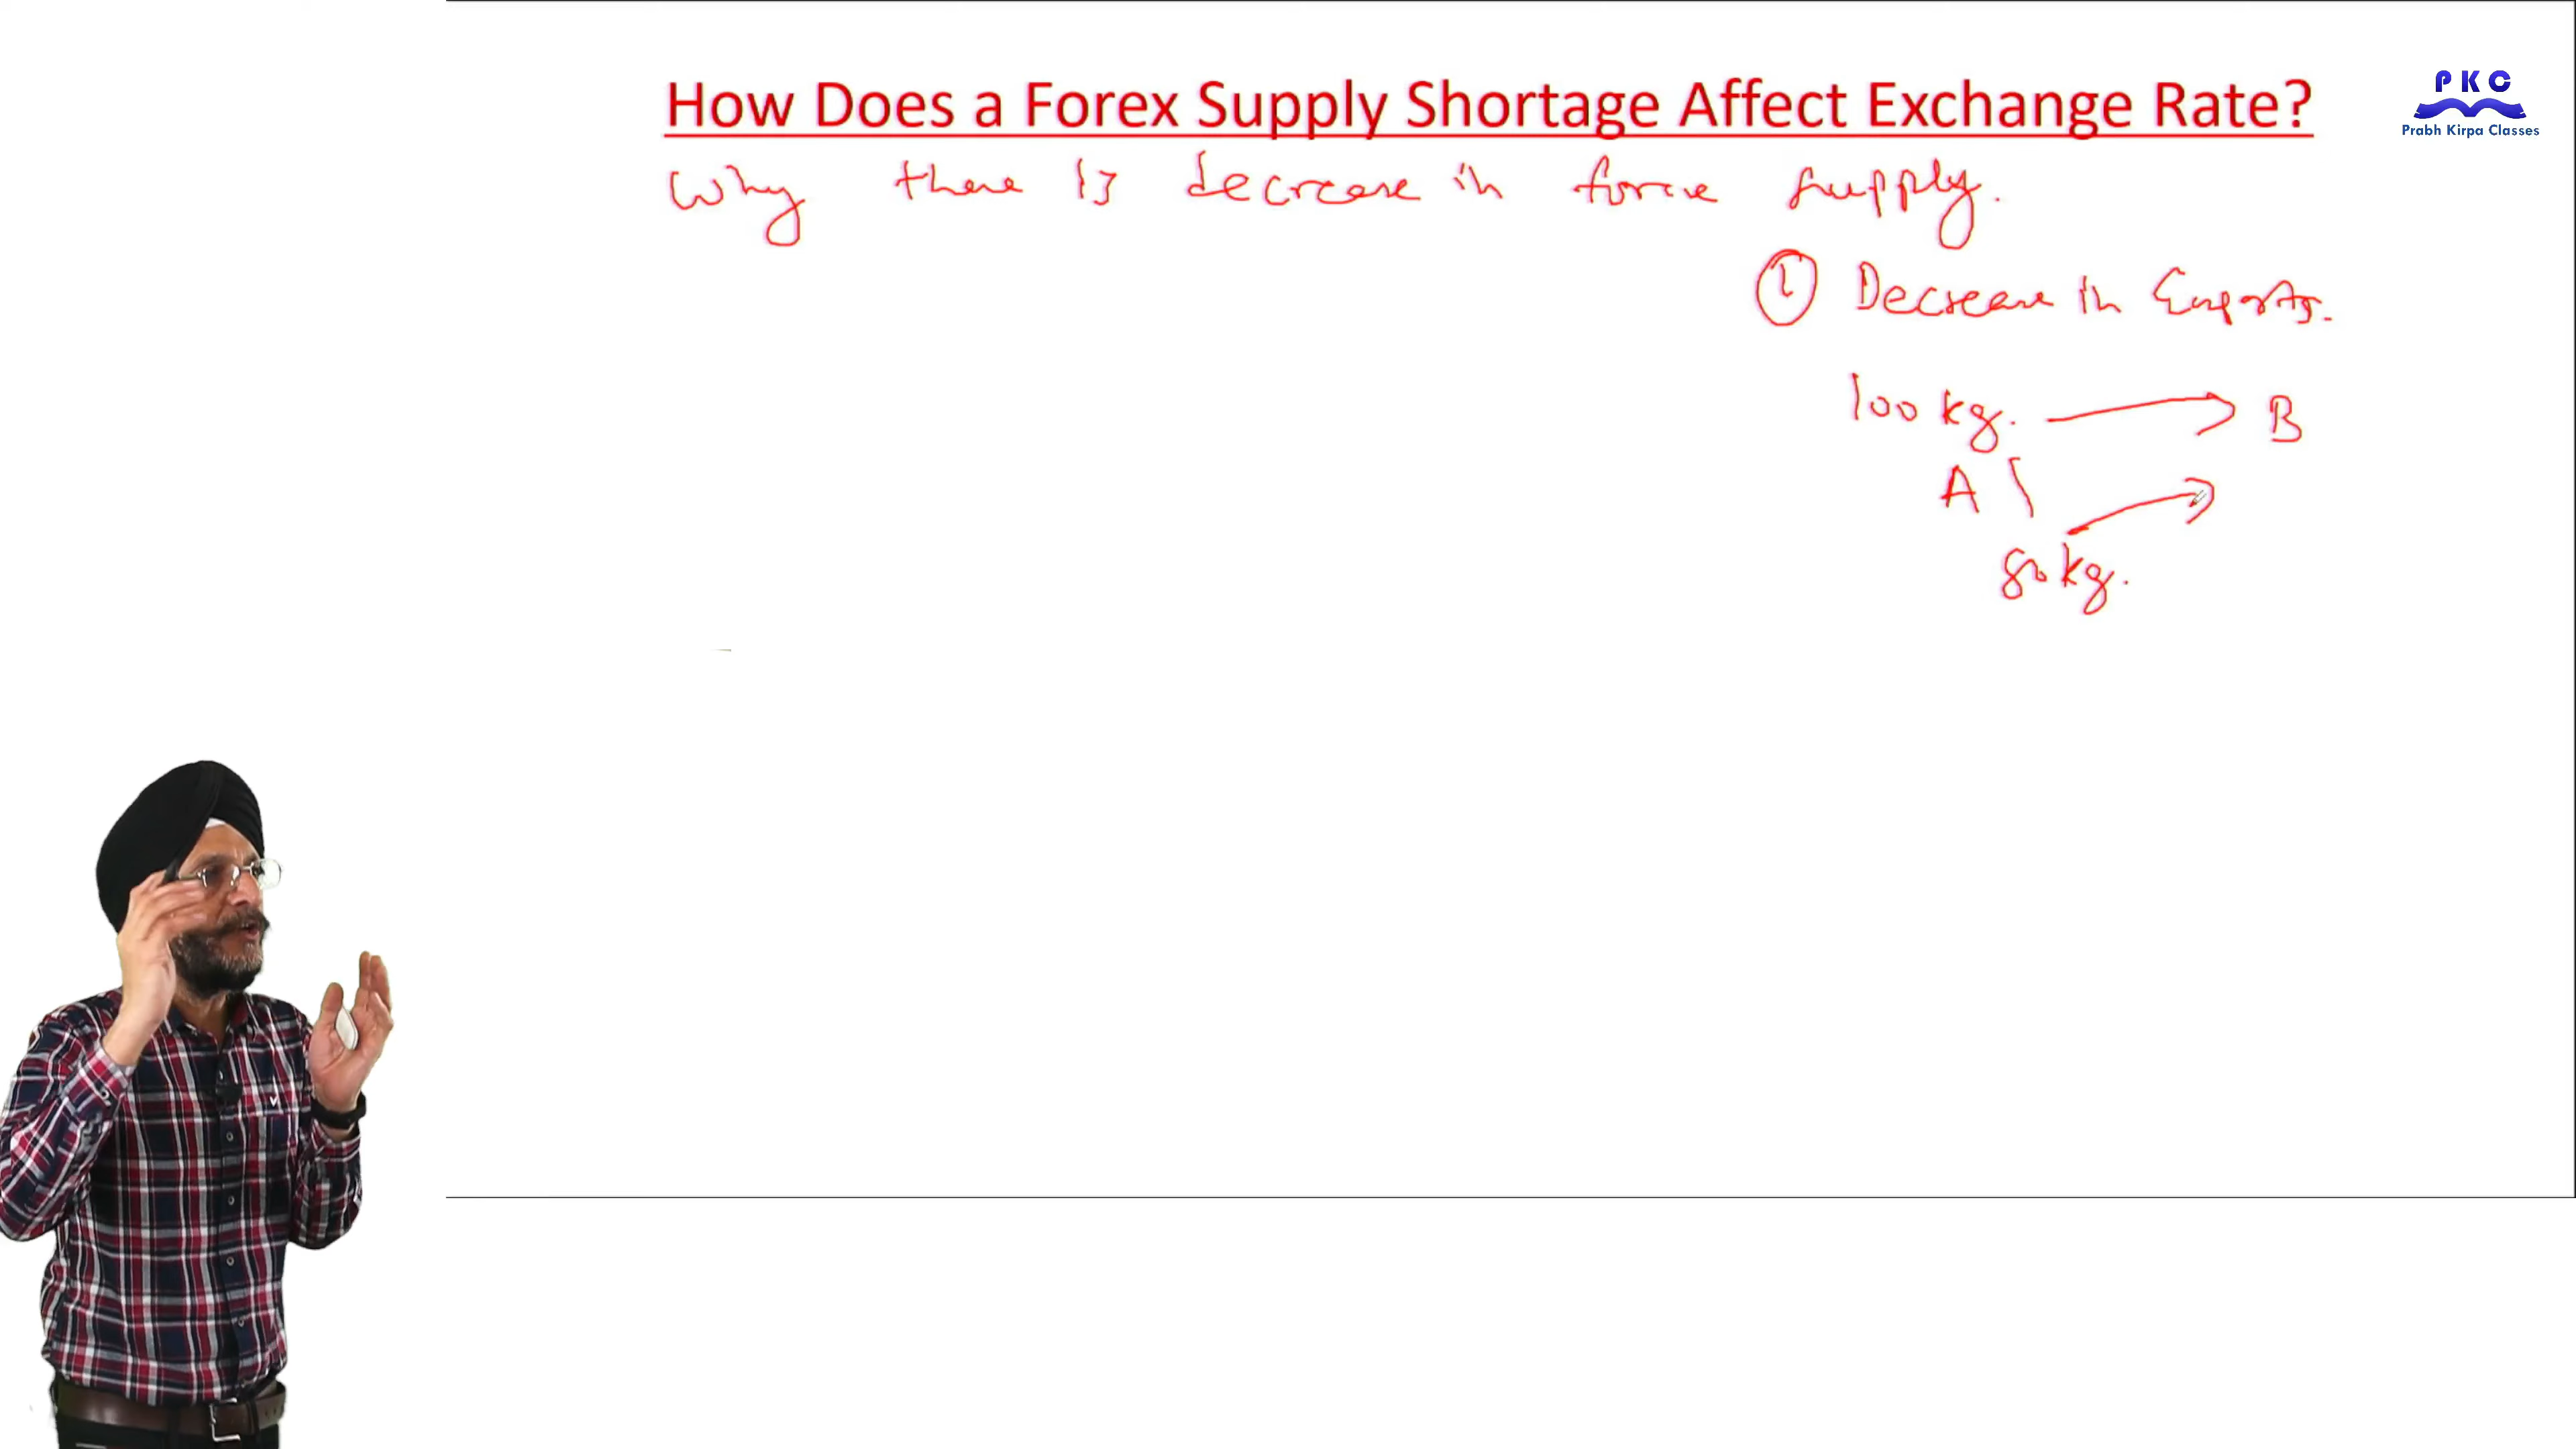 How Does a Forex Supply Shortage Affect Exchange Rate?
P K C
Prabh Kirpa Classes
Why there is decrease in forex supply.
① Decrease in Exports.
100 kg. → B
A
80 kg. →